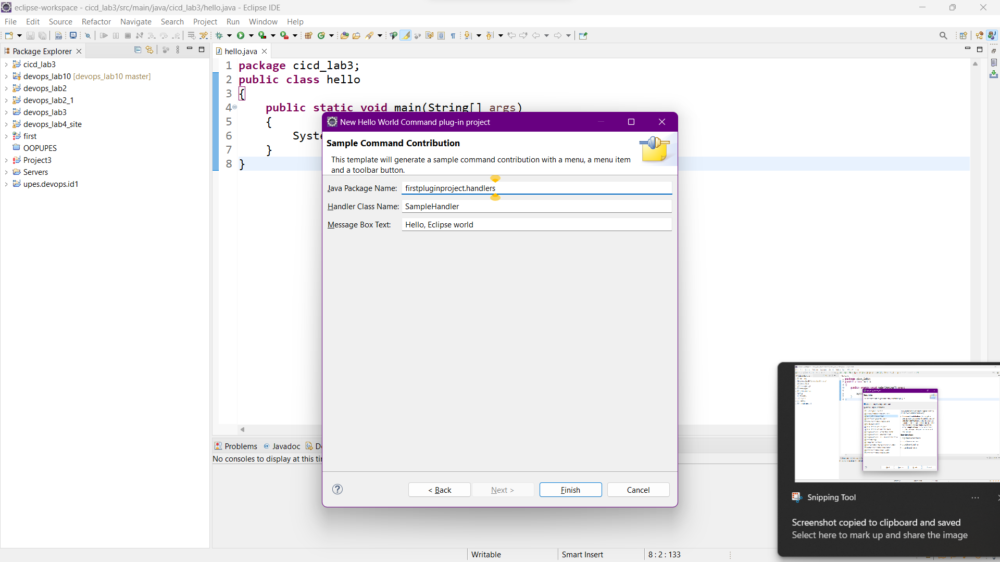 eclipse-workspace - cicd_lab3/src/main/java/cicd_lab3/hello.java - Eclipse IDE
File Edit Source Refactor Navigate Search Project Run Window Help
Package Explorer
cicd_lab3
devops_lab10 [devops_lab10 master]
devops_lab2
devops_lab2_1
devops_lab3
devops_lab4_site
first
OOPUPES
Project3
Servers
upes.devops.id1
hello.java
1 package cicd_lab3;
2 public class hello
3 {
4 public static void main(String[] args)
5 {
6 Syste
7 }
8 }
New Hello World Command plug-in project
Sample Command Contribution
This template will generate a sample command contribution with a menu, a menu item
and a toolbar button.
Java Package Name: firstpluginproject.handlers
Handler Class Name: SampleHandler
Message Box Text: Hello, Eclipse world
< Back Next > Finish Cancel
Problems @ Javadoc
No consoles to display at this
Snipping Tool
Screenshot copied to clipboard and saved
Select here to mark up and share the image
Writable Smart Insert 8 : 2 : 133